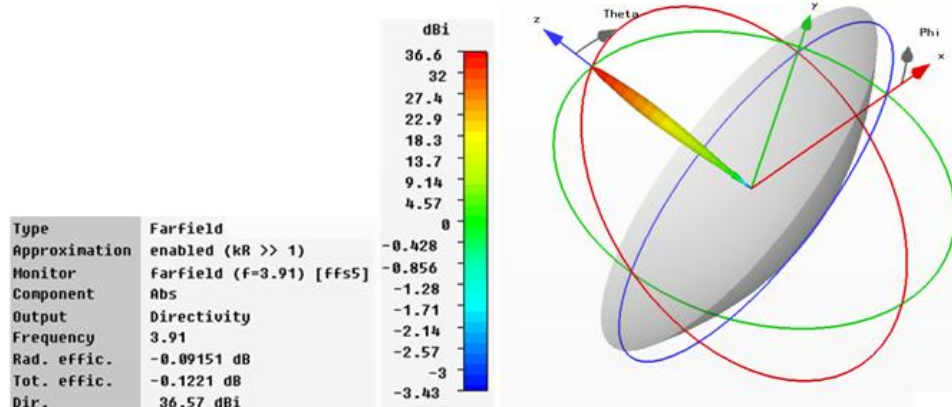 Type Farfield
Approximation enabled (kR >> 1)
Monitor farfield (f=3.91) [ffs5]
Component Abs
Output Directivity
Frequency 3.91
Rad. effic. -0.09151 dB
Tot. effic. -0.1221 dB
Dir. 36.57 dBi
dBi
36.6
32
27.4
22.9
18.3
13.7
9.14
4.57
0
-0.428
-0.856
-1.28
-1.71
-2.14
-2.57
-3
-3.43
z
Theta
y
Phi
x